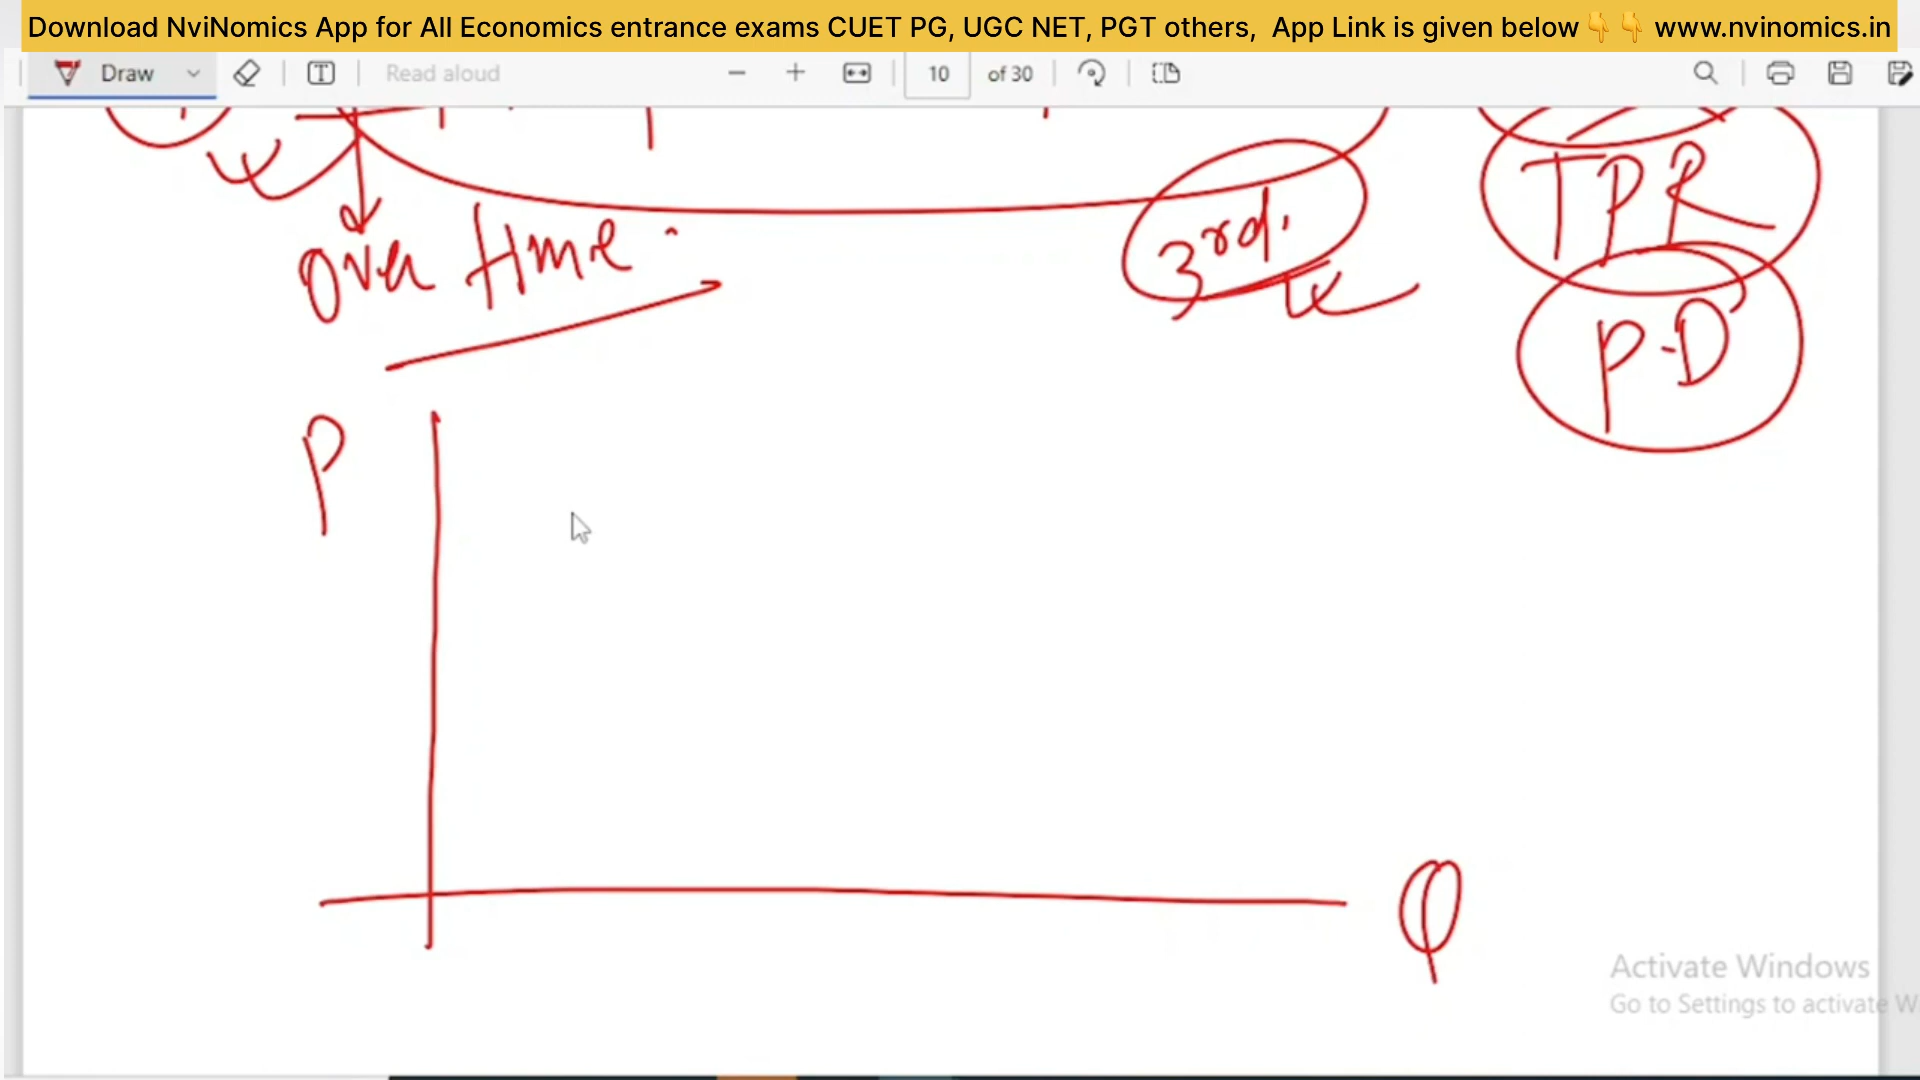 Download NviNomics App for All Economics entrance exams CUET PG, UGC NET, PGT others, App Link is given below👇👇 www.nvinomics.in
Draw
Read aloud
10 of 30
Over time
3rd.
TPR
P-D
P
Q
Activate Windows
Go to Settings to activate W